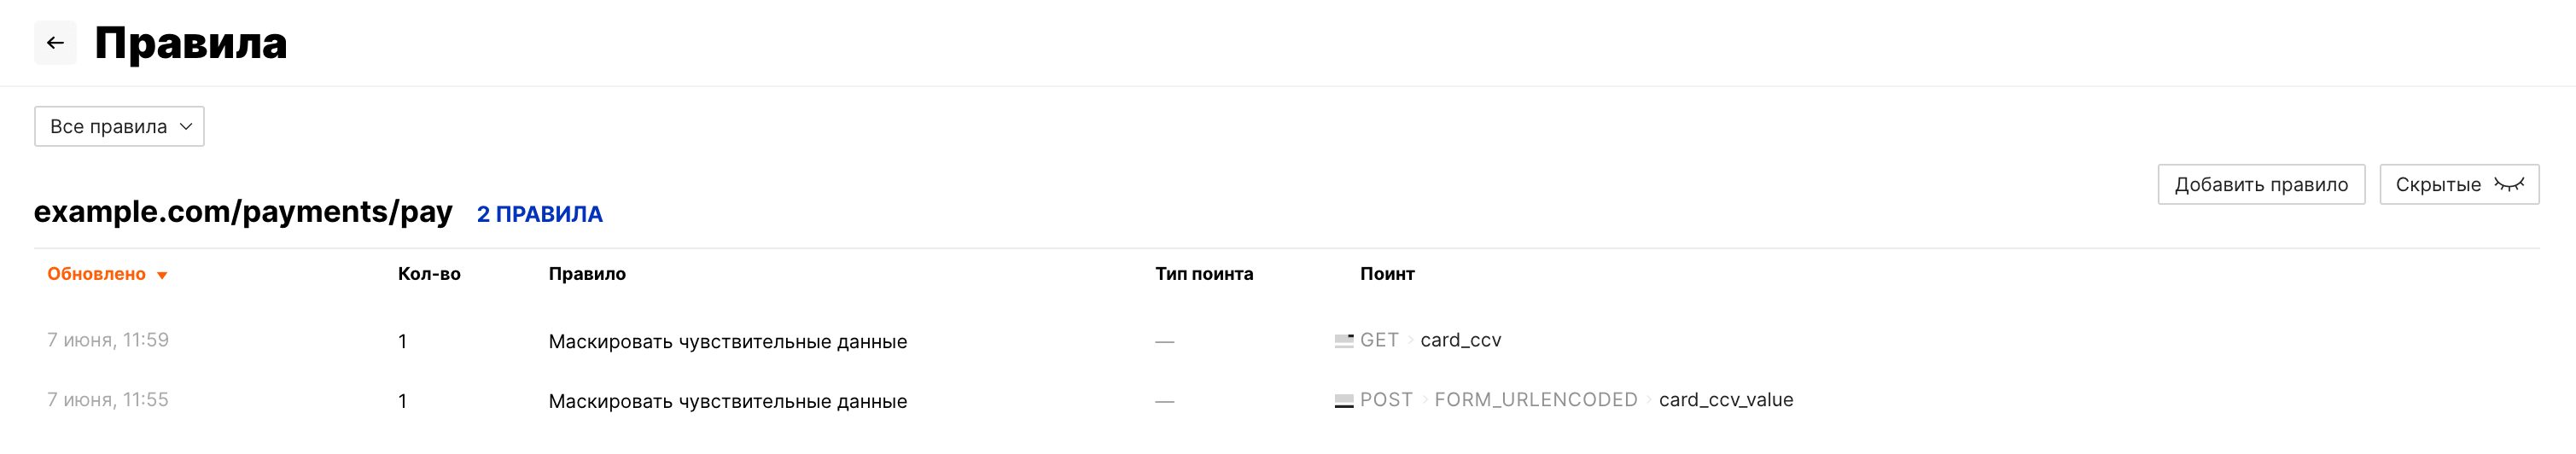 Правила
Все правила
Добавить правило Скрытые
example.com/payments/pay 2 ПРАВИЛА
Обновлено Кол-во Правило Тип поинта Поинт
7 июня, 11:59 1 Маскировать чувствительные данные — GET card_ccv
7 июня, 11:55 1 Маскировать чувствительные данные — POST FORM_URLENCODED card_ccv_value